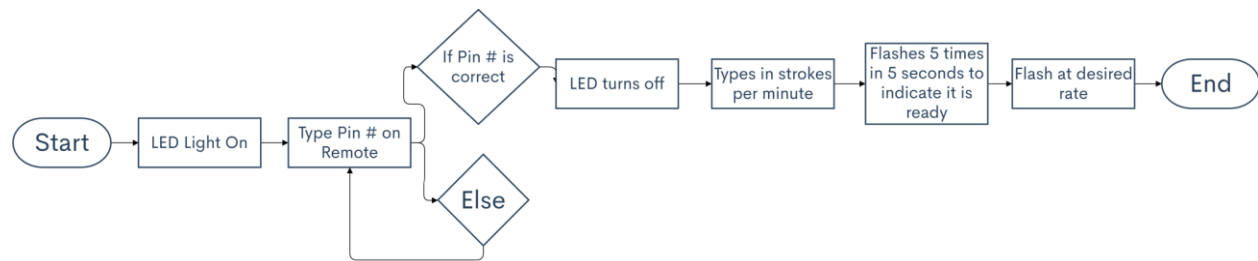 Start
LED Light On
Type Pin # on
Remote
If Pin # is
correct
Else
LED turns off
Types in strokes
per minute
Flashes 5 times
in 5 seconds to
indicate it is
ready
Flash at desired
rate
End